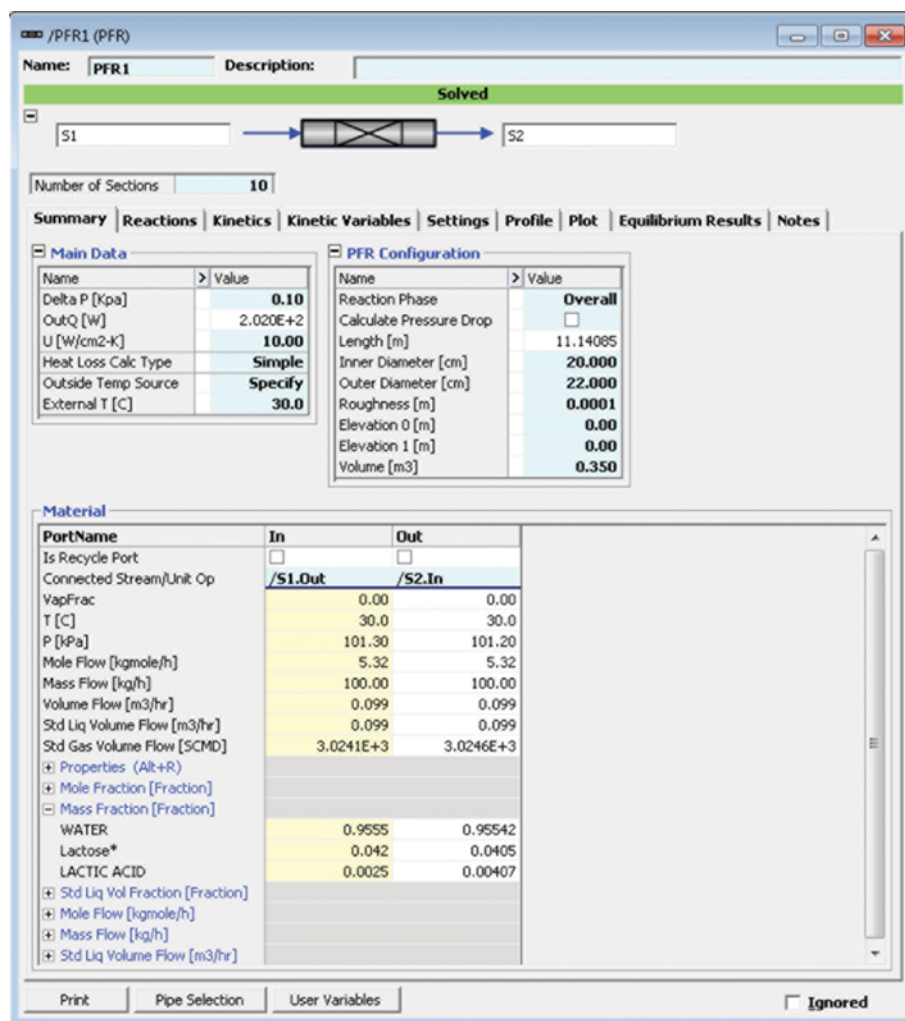 /PFR1 (PFR)
Name: PFR1 Description:
Solved
S1 S2
Number of Sections 10
Summary Reactions Kinetics Kinetic Variables Settings Profile Plot Equilibrium Results Notes
Main Data
Name > Value
Delta P [Kpa] 0.10
OutQ [W] 2.020E+2
U [W/cm2-K] 10.00
Heat Loss Calc Type Simple
Outside Temp Source Specify
External T [C] 30.0
PFR Configuration
Name > Value
Reaction Phase Overall
Calculate Pressure Drop
Length [m] 11.14085
Inner Diameter [cm] 20.000
Outer Diameter [cm] 22.000
Roughness [m] 0.0001
Elevation 0 [m] 0.00
Elevation 1 [m] 0.00
Volume [m3] 0.350
Material
PortName In Out
Is Recycle Port
Connected Stream/Unit Op /S1.Out /S2.In
VapFrac 0.00 0.00
T [C] 30.0 30.0
P [kPa] 101.30 101.20
Mole Flow [kgmole/h] 5.32 5.32
Mass Flow [kg/h] 100.00 100.00
Volume Flow [m3/hr] 0.099 0.099
Std Liq Volume Flow [m3/hr] 0.099 0.099
Std Gas Volume Flow [SCMD] 3.0241E+3 3.0246E+3
Properties (Alt+R)
Mole Fraction [Fraction]
Mass Fraction [Fraction]
WATER 0.9555 0.95542
Lactose* 0.042 0.0405
LACTIC ACID 0.0025 0.00407
Std Liq Vol Fraction [Fraction]
Mole Flow [kgmole/h]
Mass Flow [kg/h]
Std Liq Volume Flow [m3/hr]
Print Pipe Selection User Variables Ignored